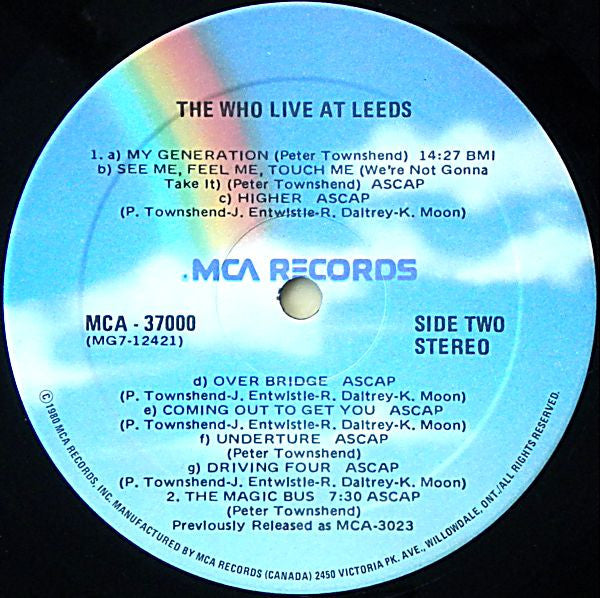 THE WHO LIVE AT LEEDS
1. a) MY GENERATION (Peter Townshend) 14:27 BMI
b) SEE ME, FEEL ME, TOUCH ME (We're Not Gonna
Take It) (Peter Townshend) ASCAP
c) HIGHER ASCAP
(P. Townshend-J. Entwistle-R. Daltrey-K. Moon)
.MCA RECORDS
MCA - 37000
(MG7-12421)
SIDE TWO
STEREO
d) OVER BRIDGE ASCAP
(P. Townshend-J. Entwistle-R. Daltrey-K. Moon)
e) COMING OUT TO GET YOU ASCAP
(P. Townshend-J. Entwistle-R. Daltrey-K. Moon)
f) UNDERTURE ASCAP
(Peter Townshend)
g) DRIVING FOUR ASCAP
(P. Townshend-J. Entwistle-R. Daltrey-K. Moon)
2. THE MAGIC BUS 7:30 ASCAP
(Peter Townshend)
Previously Released as MCA-3023
©1980 MCA RECORDS, INC. MANUFACTURED BY MCA RECORDS (CANADA) 2450 VICTORIA PK. AVE., WILLOWDALE, ONT./ALL RIGHTS RESERVED.